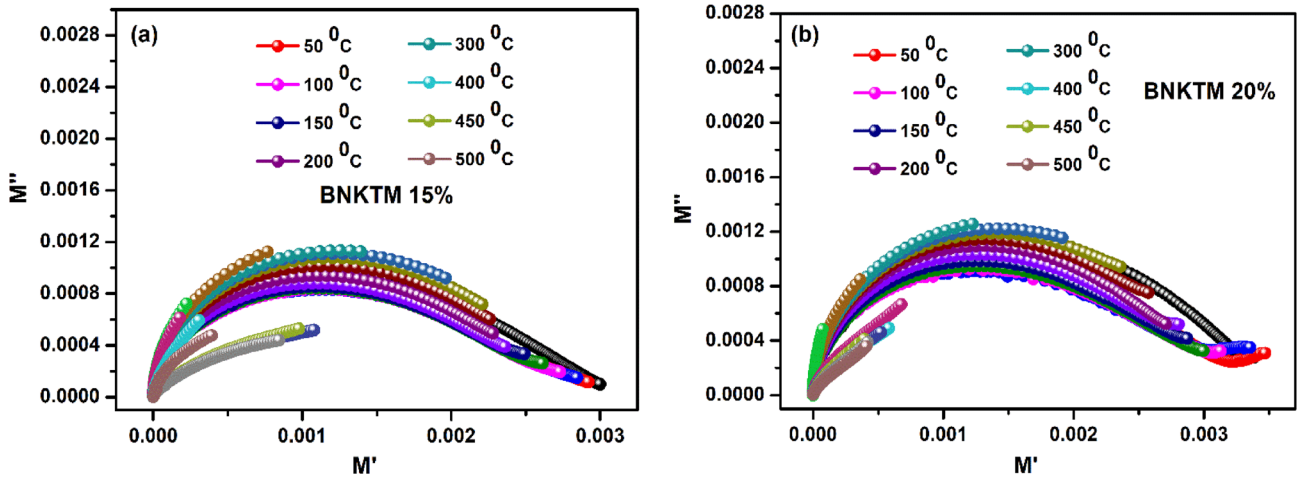 (a)
0.0028
0.0024
0.0020
0.0016
0.0012
0.0008
0.0004
0.0000
M''
50 ⁰C
100 ⁰C
150 ⁰C
200 ⁰C
300 ⁰C
400 ⁰C
450 ⁰C
500 ⁰C
BNKTM 15%
0.000 0.001 0.002 0.003
M'
(b)
0.0028
0.0024
0.0020
0.0016
0.0012
0.0008
0.0004
0.0000
M''
50 ⁰C
100 ⁰C
150 ⁰C
200 ⁰C
300 ⁰C
400 ⁰C
450 ⁰C
500 ⁰C
BNKTM 20%
0.000 0.001 0.002 0.003
M'